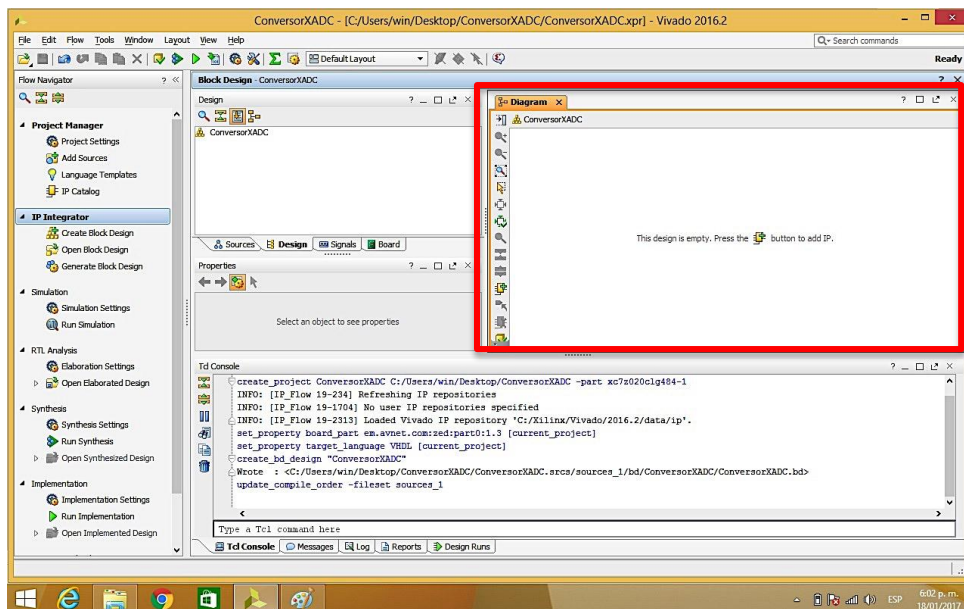 ConversorXADC - [C:/Users/win/Desktop/ConversorXADC/ConversorXADC.xpr] - Vivado 2016.2
File Edit Flow Tools Window Layout View Help
Q- Search commands
Default Layout
Ready
Flow Navigator
Project Manager
Project Settings
Add Sources
Language Templates
IP Catalog
IP Integrator
Create Block Design
Open Block Design
Generate Block Design
Simulation
Simulation Settings
Run Simulation
RTL Analysis
Elaboration Settings
Open Elaborated Design
Synthesis
Synthesis Settings
Run Synthesis
Open Synthesized Design
Implementation
Implementation Settings
Run Implementation
Open Implemented Design
Block Design - ConversorXADC
Design
ConversorXADC
Sources Design Signals Board
Properties
Select an object to see properties
Diagram
ConversorXADC
This design is empty. Press the button to add IP.
Tcl Console
create_project ConversorXADC C:/Users/win/Desktop/ConversorXADC -part xc7z020clg484-1
INFO: [IP_Flow 19-234] Refreshing IP repositories
INFO: [IP_Flow 19-1704] No user IP repositories specified
INFO: [IP_Flow 19-2313] Loaded Vivado IP repository 'C:/Xilinx/Vivado/2016.2/data/ip'.
set_property board_part em.avnet.com:zed:part0:1.3 [current_project]
set_property target_language VHDL [current_project]
create_bd_design "ConversorXADC"
Wrote : <C:/Users/win/Desktop/ConversorXADC/ConversorXADC.srcs/sources_1/bd/ConversorXADC/ConversorXADC.bd>
update_compile_order -fileset sources_1
Type a Tcl command here
Tcl Console Messages Log Reports Design Runs
ESP
6:02 p. m.
18/01/2017